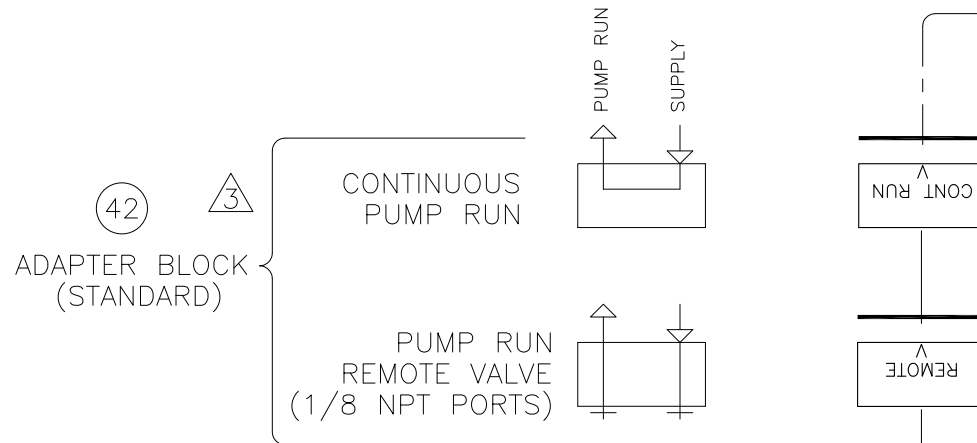 PUMP RUN
SUPPLY
42
3
ADAPTER BLOCK
(STANDARD)
CONTINUOUS
PUMP RUN
CONT RUN
PUMP RUN
REMOTE VALVE
(1/8 NPT PORTS)
REMOTE